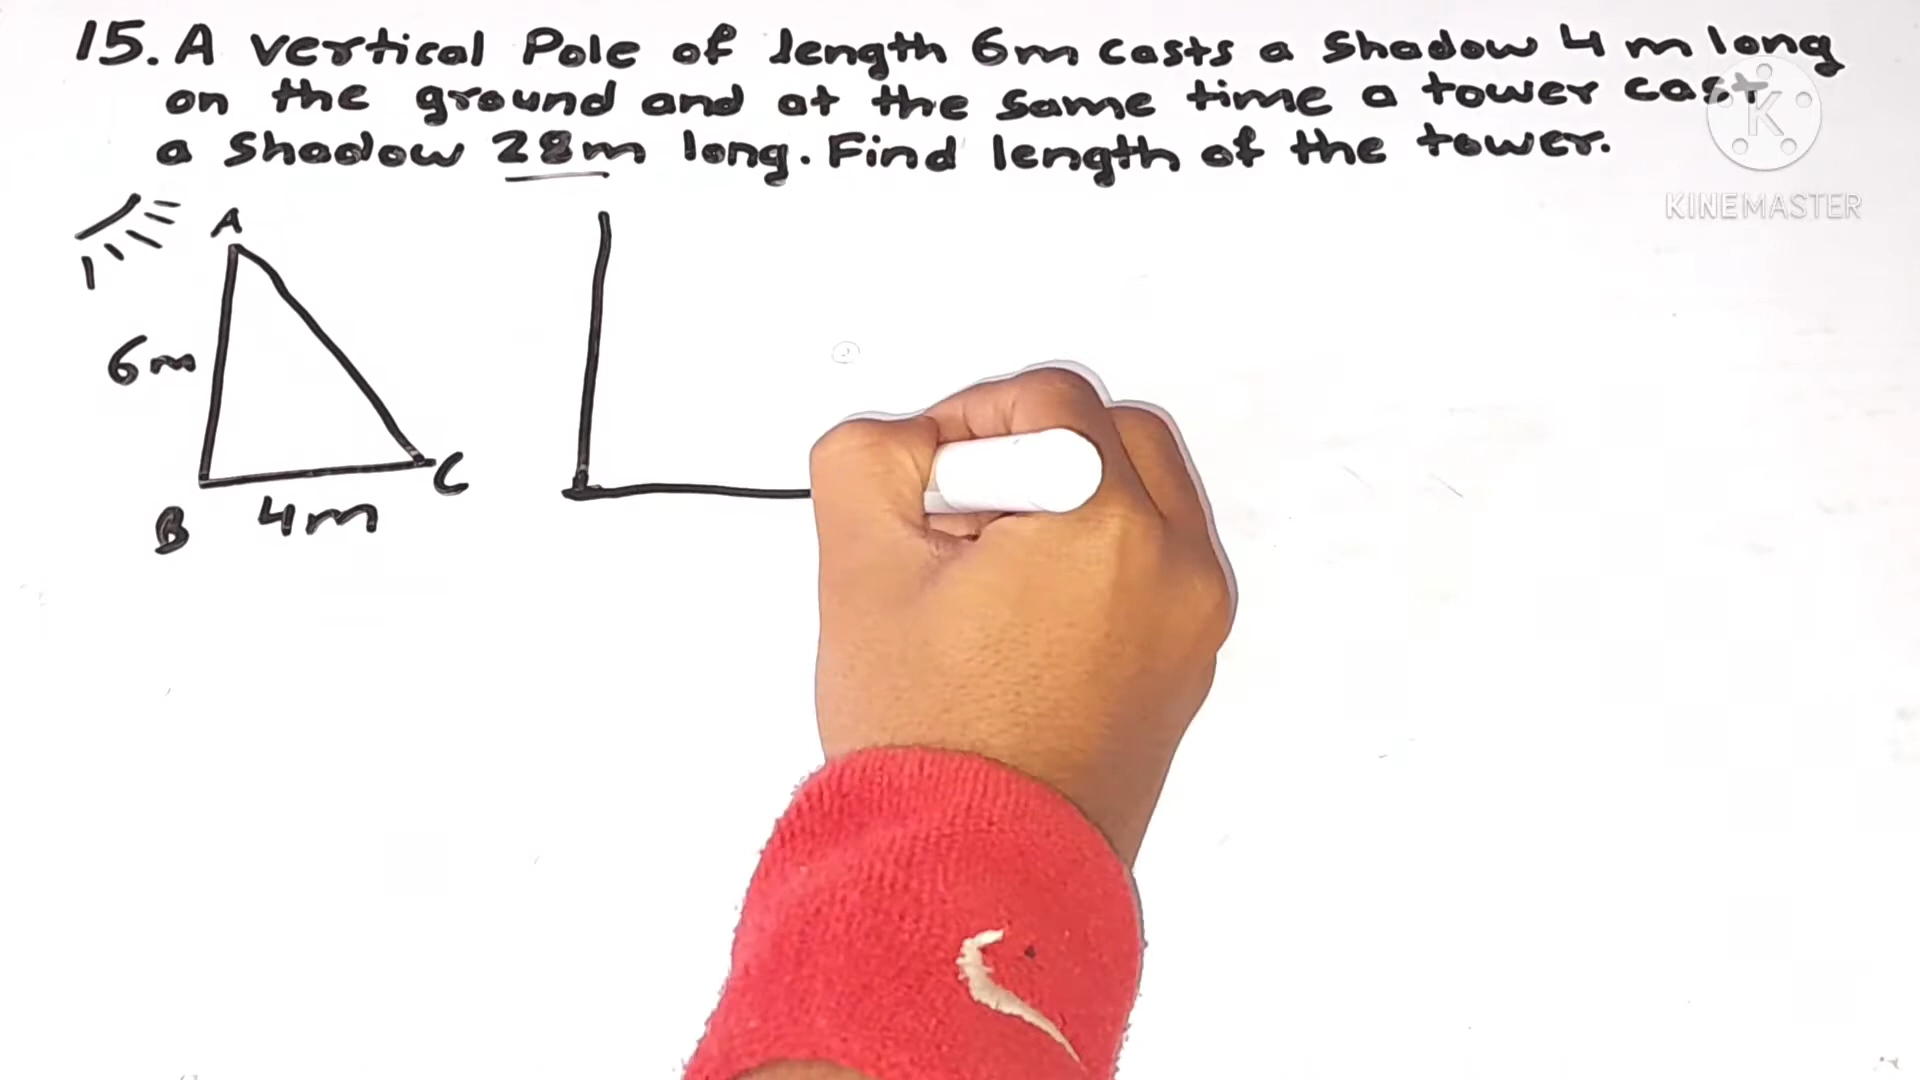 15. A vertical Pole of length 6m casts a shadow 4 m long
on the ground and at the same time a tower cast
a shadow 28m long. Find length of the tower.
K
KINEMASTER
A
6m
C
B 4m